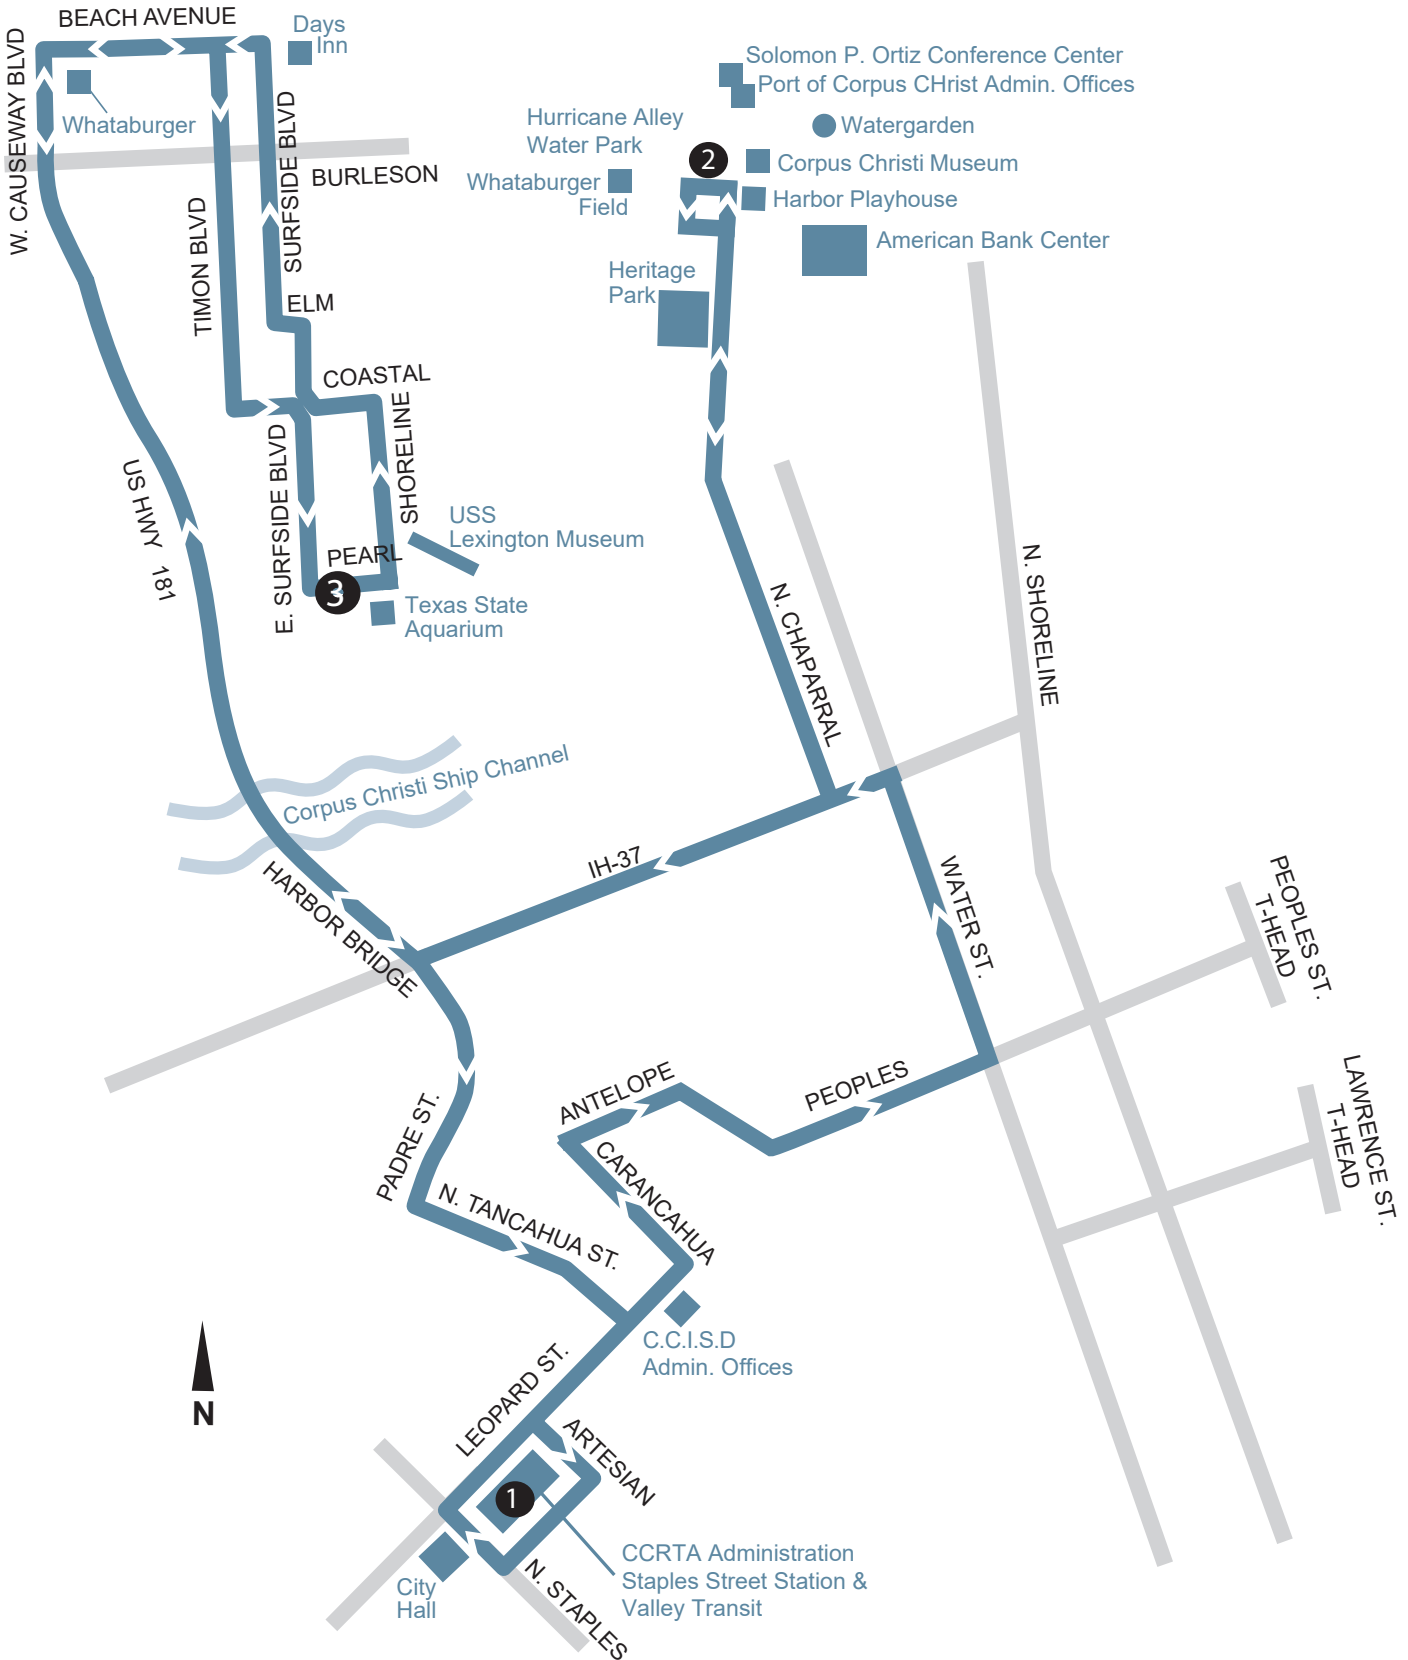 BEACH AVENUE
Days
Inn
W. CAUSEWAY BLVD
Whataburger
SURFSIDE BLVD
BURLESON
TIMON BLVD
ELM
COASTAL
SHORELINE
E. SURFSIDE BLVD
PEARL
3
USS
Lexington Museum
Texas State
Aquarium
US HWY 181
Solomon P. Ortiz Conference Center
Port of Corpus CHrist Admin. Offices
Hurricane Alley
Water Park
Watergarden
2
Corpus Christi Museum
Whataburger
Field
Harbor Playhouse
American Bank Center
Heritage
Park
N. CHAPARRAL
N. SHORELINE
Corpus Christi Ship Channel
HARBOR BRIDGE
IH-37
WATER ST.
PEOPLES ST.
T-HEAD
LAWRENCE ST.
T-HEAD
ANTELOPE
PEOPLES
PADRE ST.
CARANCAHUA
N. TANCAHUA ST.
C.C.I.S.D
Admin. Offices
LEOPARD ST.
ARTESIAN
N
1
CCRTA Administration
Staples Street Station &
Valley Transit
City
Hall
N. STAPLES